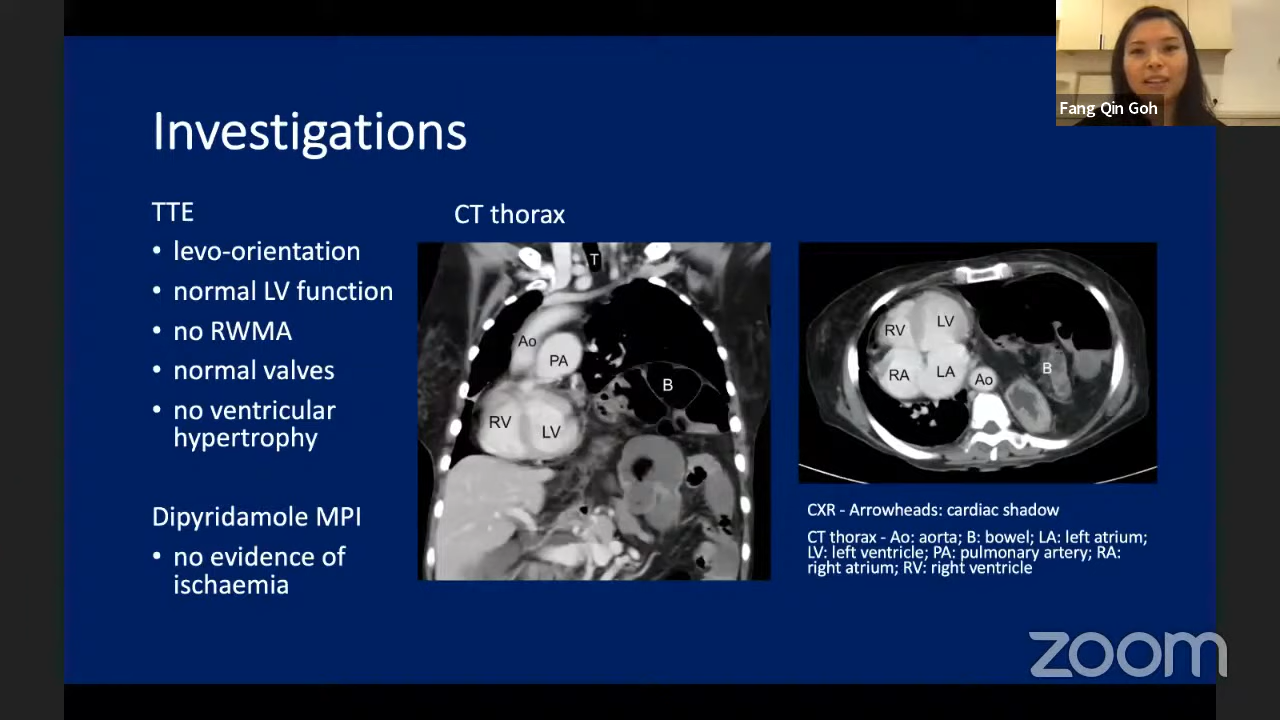 Fang Qin Goh
Investigations
TTE
• levo-orientation
• normal LV function
• no RWMA
• normal valves
• no ventricular
hypertrophy
Dipyridamole MPI
• no evidence of
ischaemia
CT thorax
T
Ao
PA
B
RV
LV
RV
LV
RA
LA
Ao
B
CXR - Arrowheads: cardiac shadow
CT thorax - Ao: aorta; B: bowel; LA: left atrium;
LV: left ventricle; PA: pulmonary artery; RA:
right atrium; RV: right ventricle
zoom